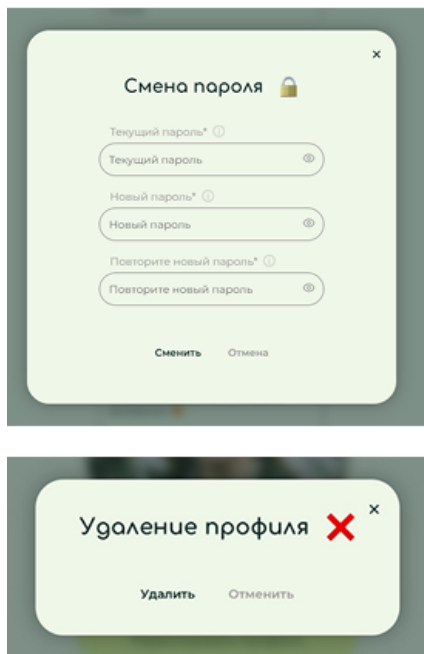 Смена пароля
Текущий пароль*
Текущий пароль
Новый пароль*
Новый пароль
Повторите новый пароль*
Повторите новый пароль
Сменить Отмена
Удаление профиля
Удалить Отменить